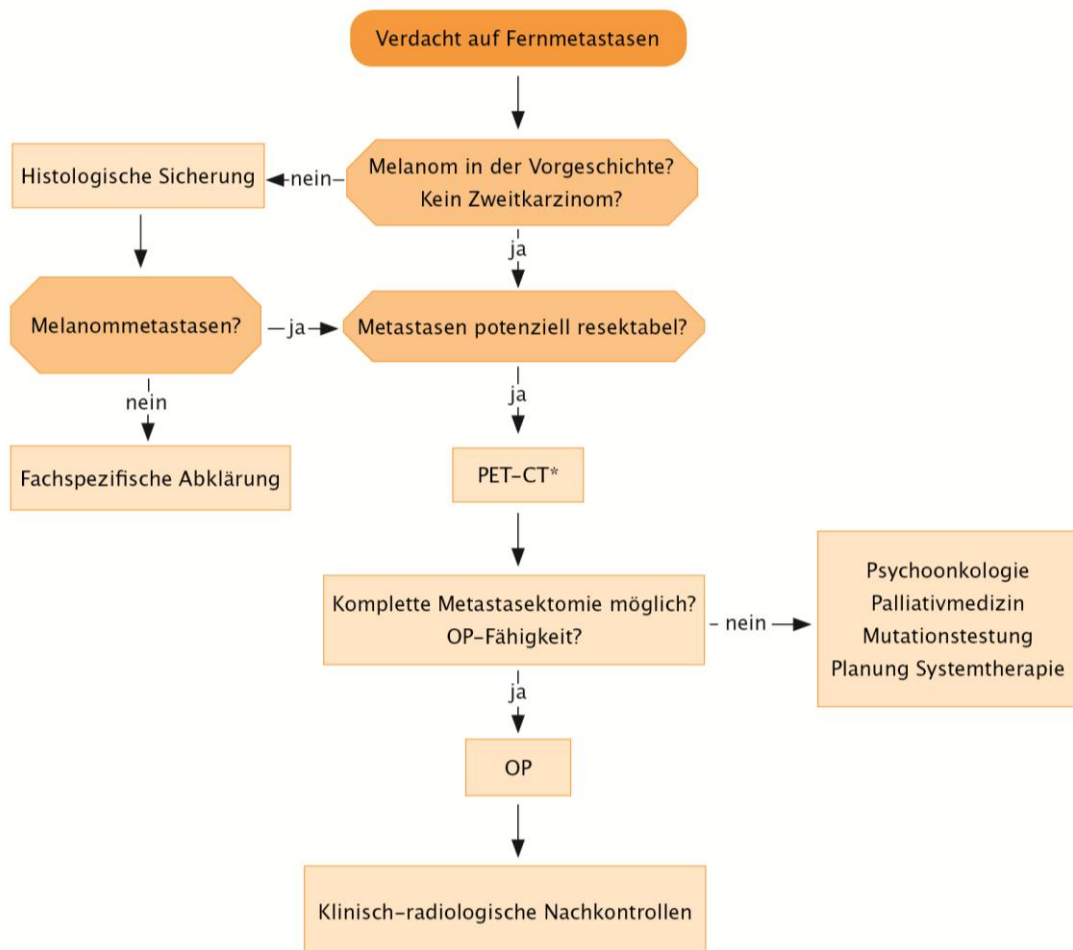 Verdacht auf Fernmetastasen
Melanom in der Vorgeschichte?
Kein Zweitkarzinom?
nein
Histologische Sicherung
ja
Melanommetastasen?
ja
Metastasen potenziell resektabel?
nein
ja
Fachspezifische Abklärung
PET-CT*
Komplette Metastasektomie möglich?
OP-Fähigkeit?
nein
Psychoonkologie
Palliativmedizin
Mutationstestung
Planung Systemtherapie
ja
OP
Klinisch-radiologische Nachkontrollen